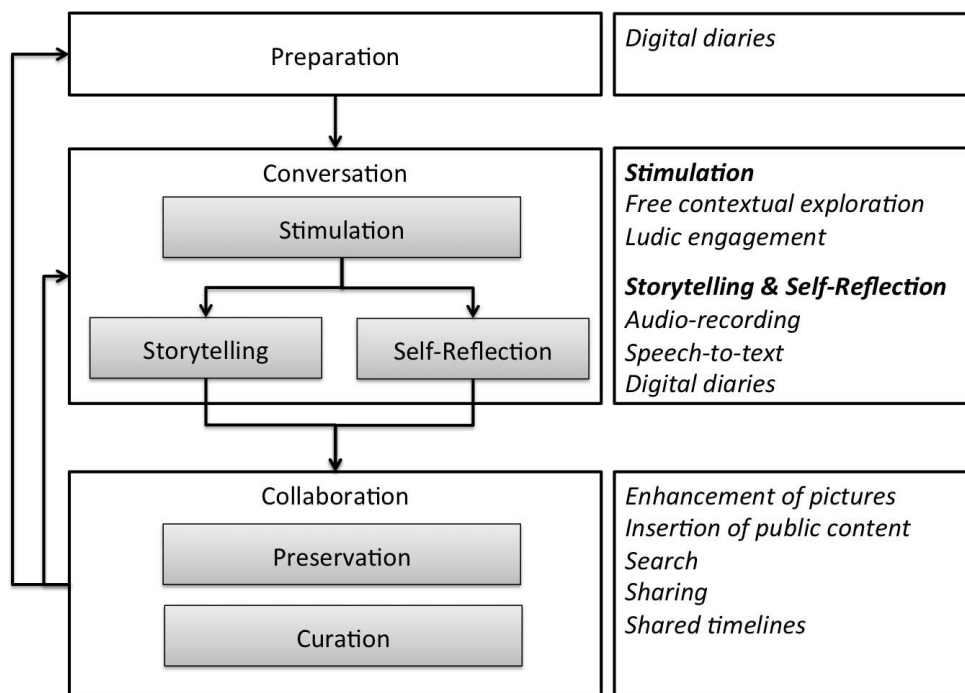 Preparation
Digital diaries
Conversation
Stimulation
Storytelling
Self-Reflection
Stimulation
Free contextual exploration
Ludic engagement
Storytelling & Self-Reflection
Audio-recording
Speech-to-text
Digital diaries
Collaboration
Preservation
Curation
Enhancement of pictures
Insertion of public content
Search
Sharing
Shared timelines